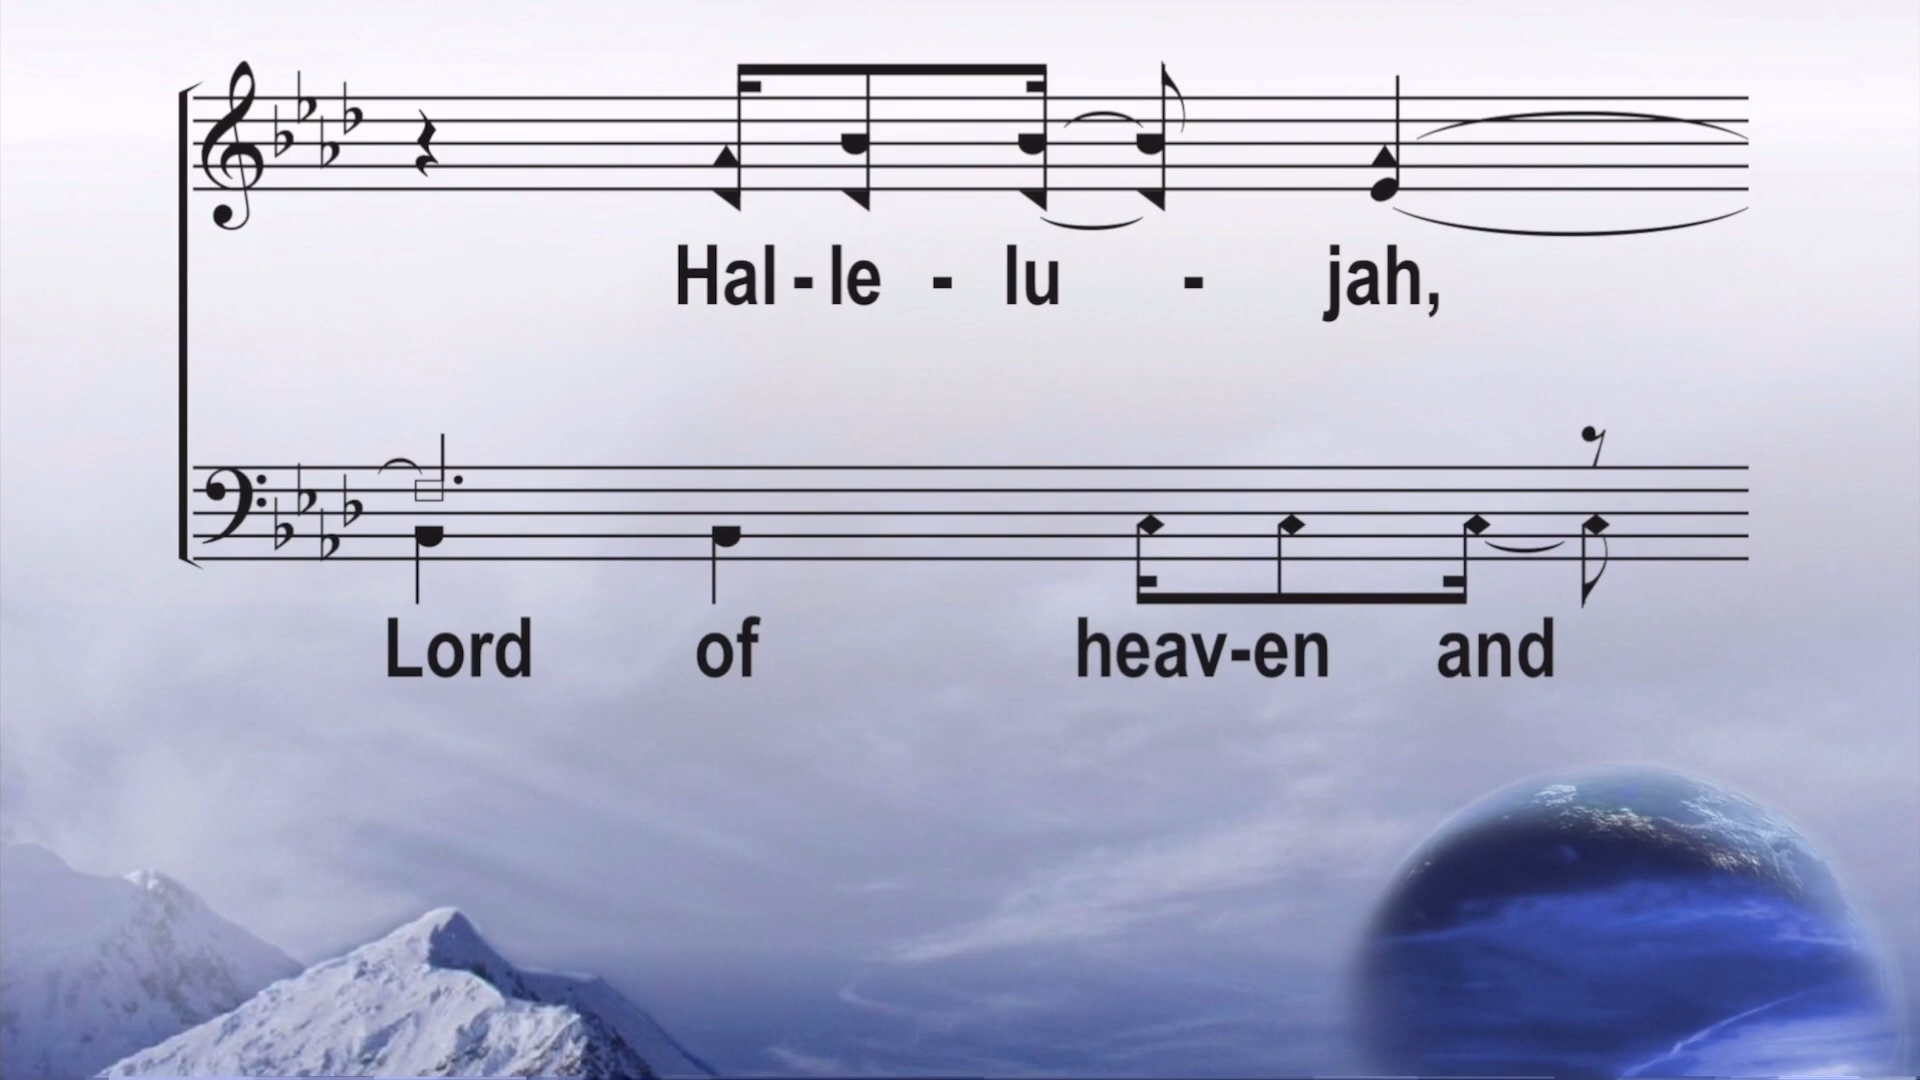 Hal - le - lu - jah,
Lord of heav-en and